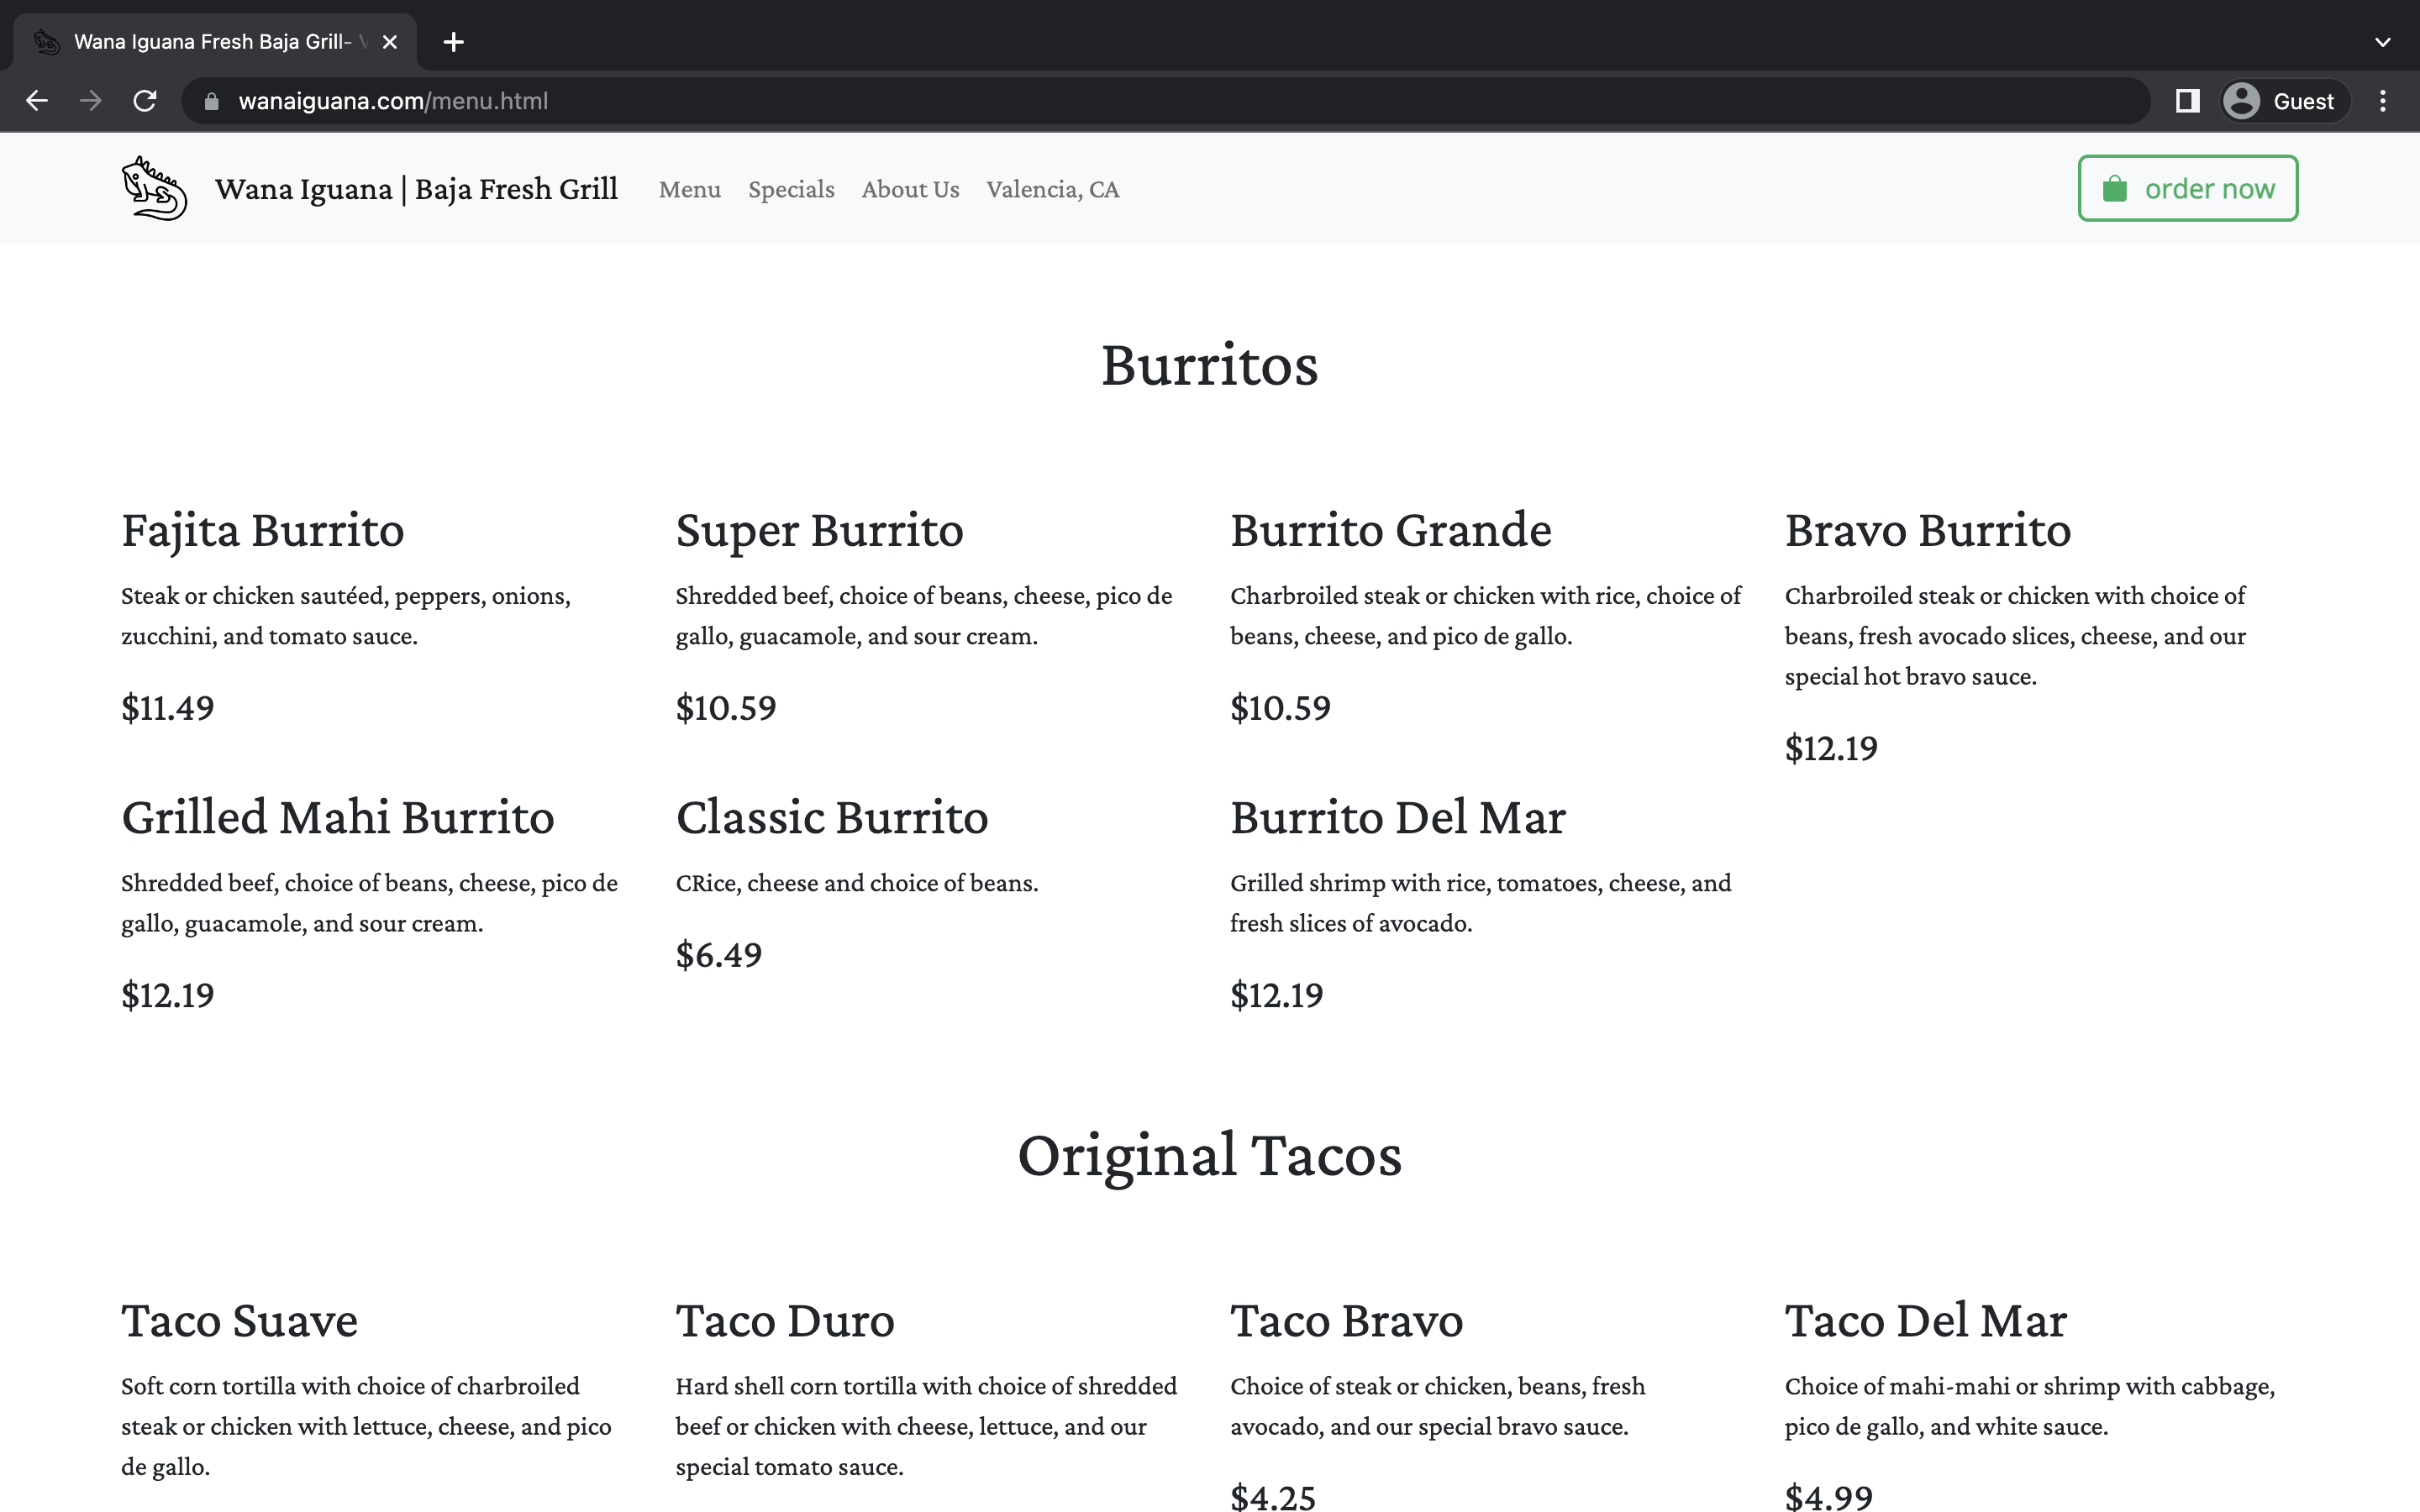 Wana Iguana Fresh Baja Grill-
wanaiguana.com/menu.html
Guest
Wana Iguana | Baja Fresh Grill
Menu
Specials
About Us
Valencia, CA
order now
Burritos
Fajita Burrito
Steak or chicken sautéed, peppers, onions,
zucchini, and tomato sauce.
$11.49
Super Burrito
Shredded beef, choice of beans, cheese, pico de
gallo, guacamole, and sour cream.
$10.59
Burrito Grande
Charbroiled steak or chicken with rice, choice of
beans, cheese, and pico de gallo.
$10.59
Bravo Burrito
Charbroiled steak or chicken with choice of
beans, fresh avocado slices, cheese, and our
special hot bravo sauce.
$12.19
Grilled Mahi Burrito
Shredded beef, choice of beans, cheese, pico de
gallo, guacamole, and sour cream.
$12.19
Classic Burrito
CRice, cheese and choice of beans.
$6.49
Burrito Del Mar
Grilled shrimp with rice, tomatoes, cheese, and
fresh slices of avocado.
$12.19
Original Tacos
Taco Suave
Soft corn tortilla with choice of charbroiled
steak or chicken with lettuce, cheese, and pico
de gallo.
Taco Duro
Hard shell corn tortilla with choice of shredded
beef or chicken with cheese, lettuce, and our
special tomato sauce.
Taco Bravo
Choice of steak or chicken, beans, fresh
avocado, and our special bravo sauce.
$4.25
Taco Del Mar
Choice of mahi-mahi or shrimp with cabbage,
pico de gallo, and white sauce.
$4.99